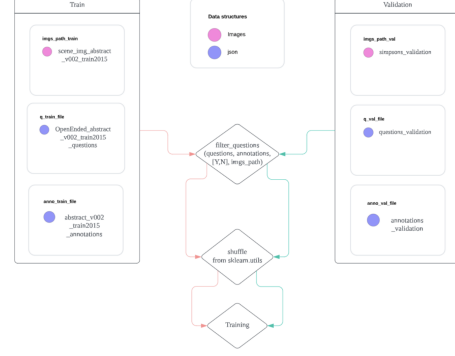 Train
imgs_path_train
scene_img_abstract
_v002_train2015
q_train_file
OpenEnded_abstract
_v002_train2015
_questions
anno_train_file
abstract_v002
_train2015
_annotations
Data structures
Images
json
filter_questions
(questions, annotations,
[Y,N], imgs_path)
shuffle
from sklearn.utils
Training
Validation
imgs_path_val
simpsons_validation
q_val_file
questions_validation
anno_val_file
annotations
_validation